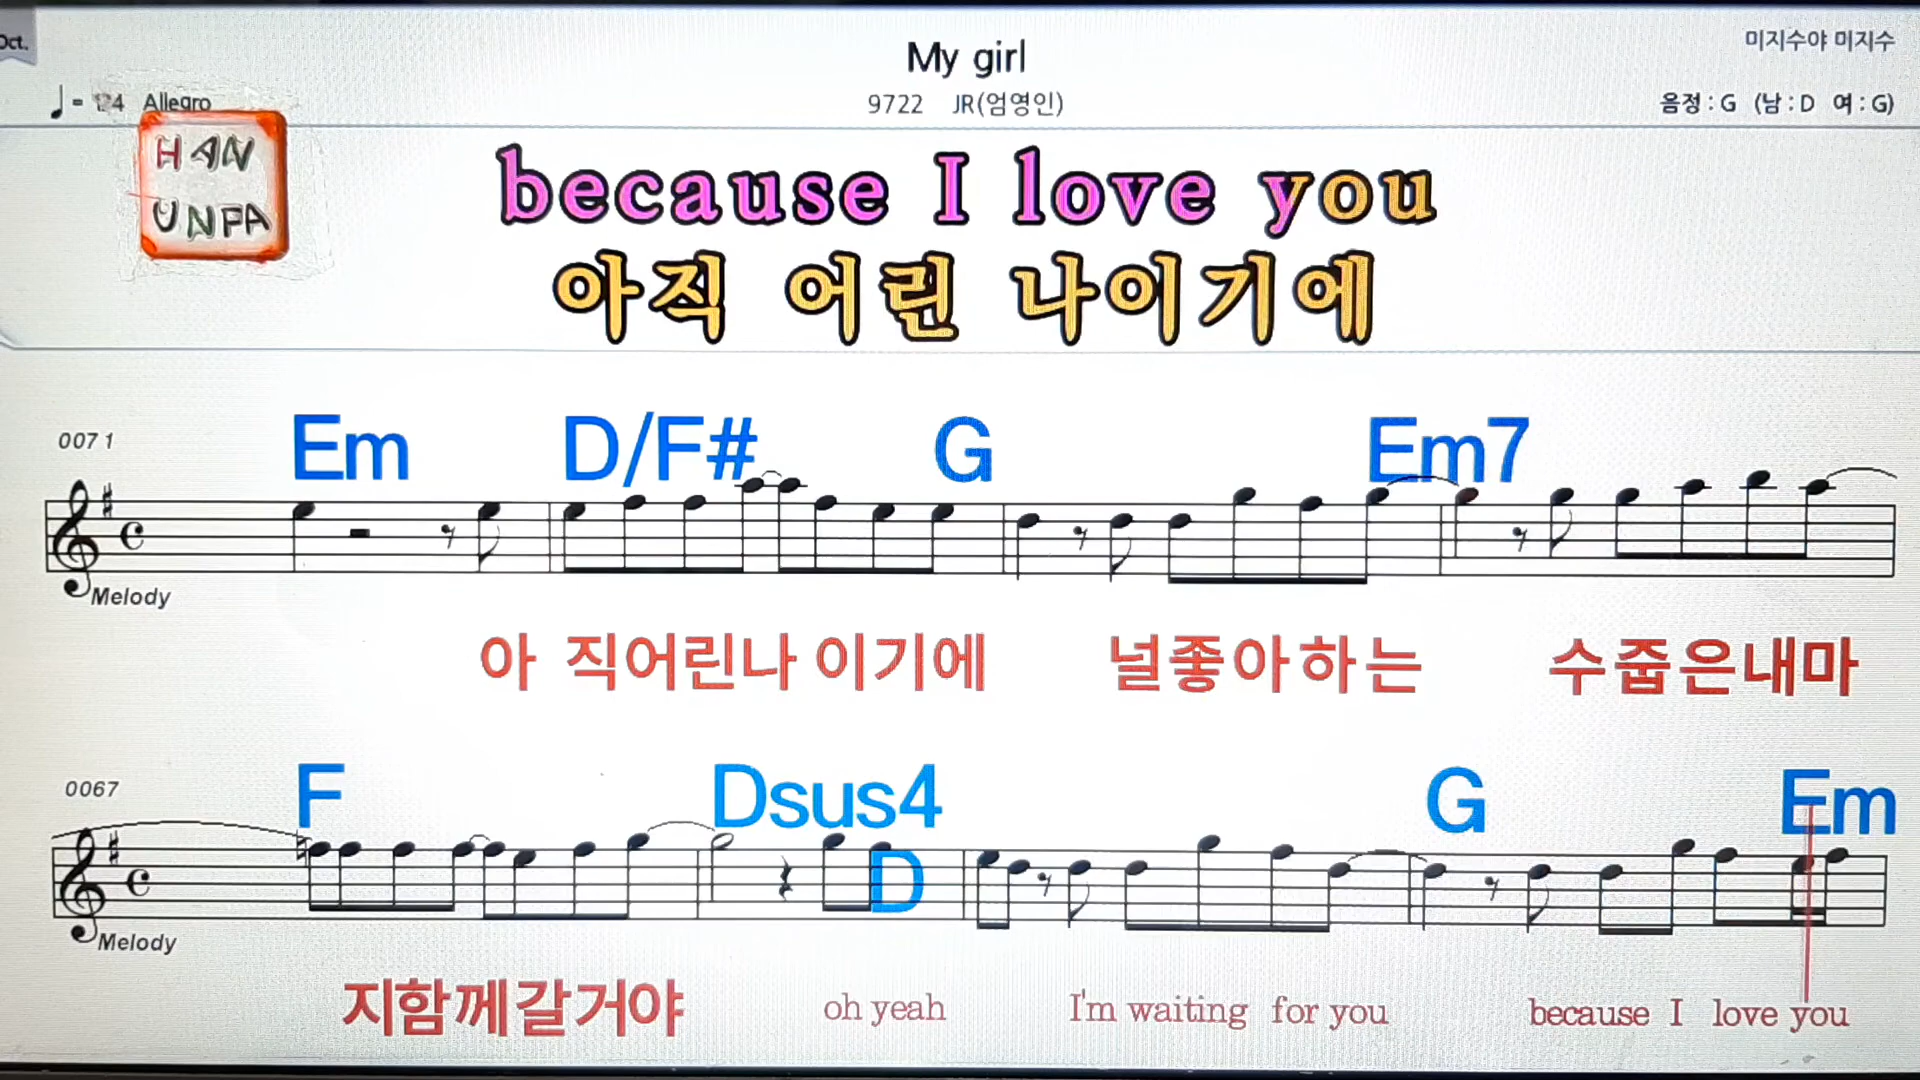 Oct.
My girl
미지수야 미지수
♩ = 124 Allegro
9722 JR(엄영인)
음정 : G (남 : D 여 : G)
HAN
UNPA
because I love you
아직 어린 나이기에
0071
Em D/F# G Em7
Melody
아 직어린나 이기에 널좋아하는 수줍은내마
0067
F Dsus4 G Em
D
Melody
지함께갈거야 oh yeah I'm waiting for you because I love you